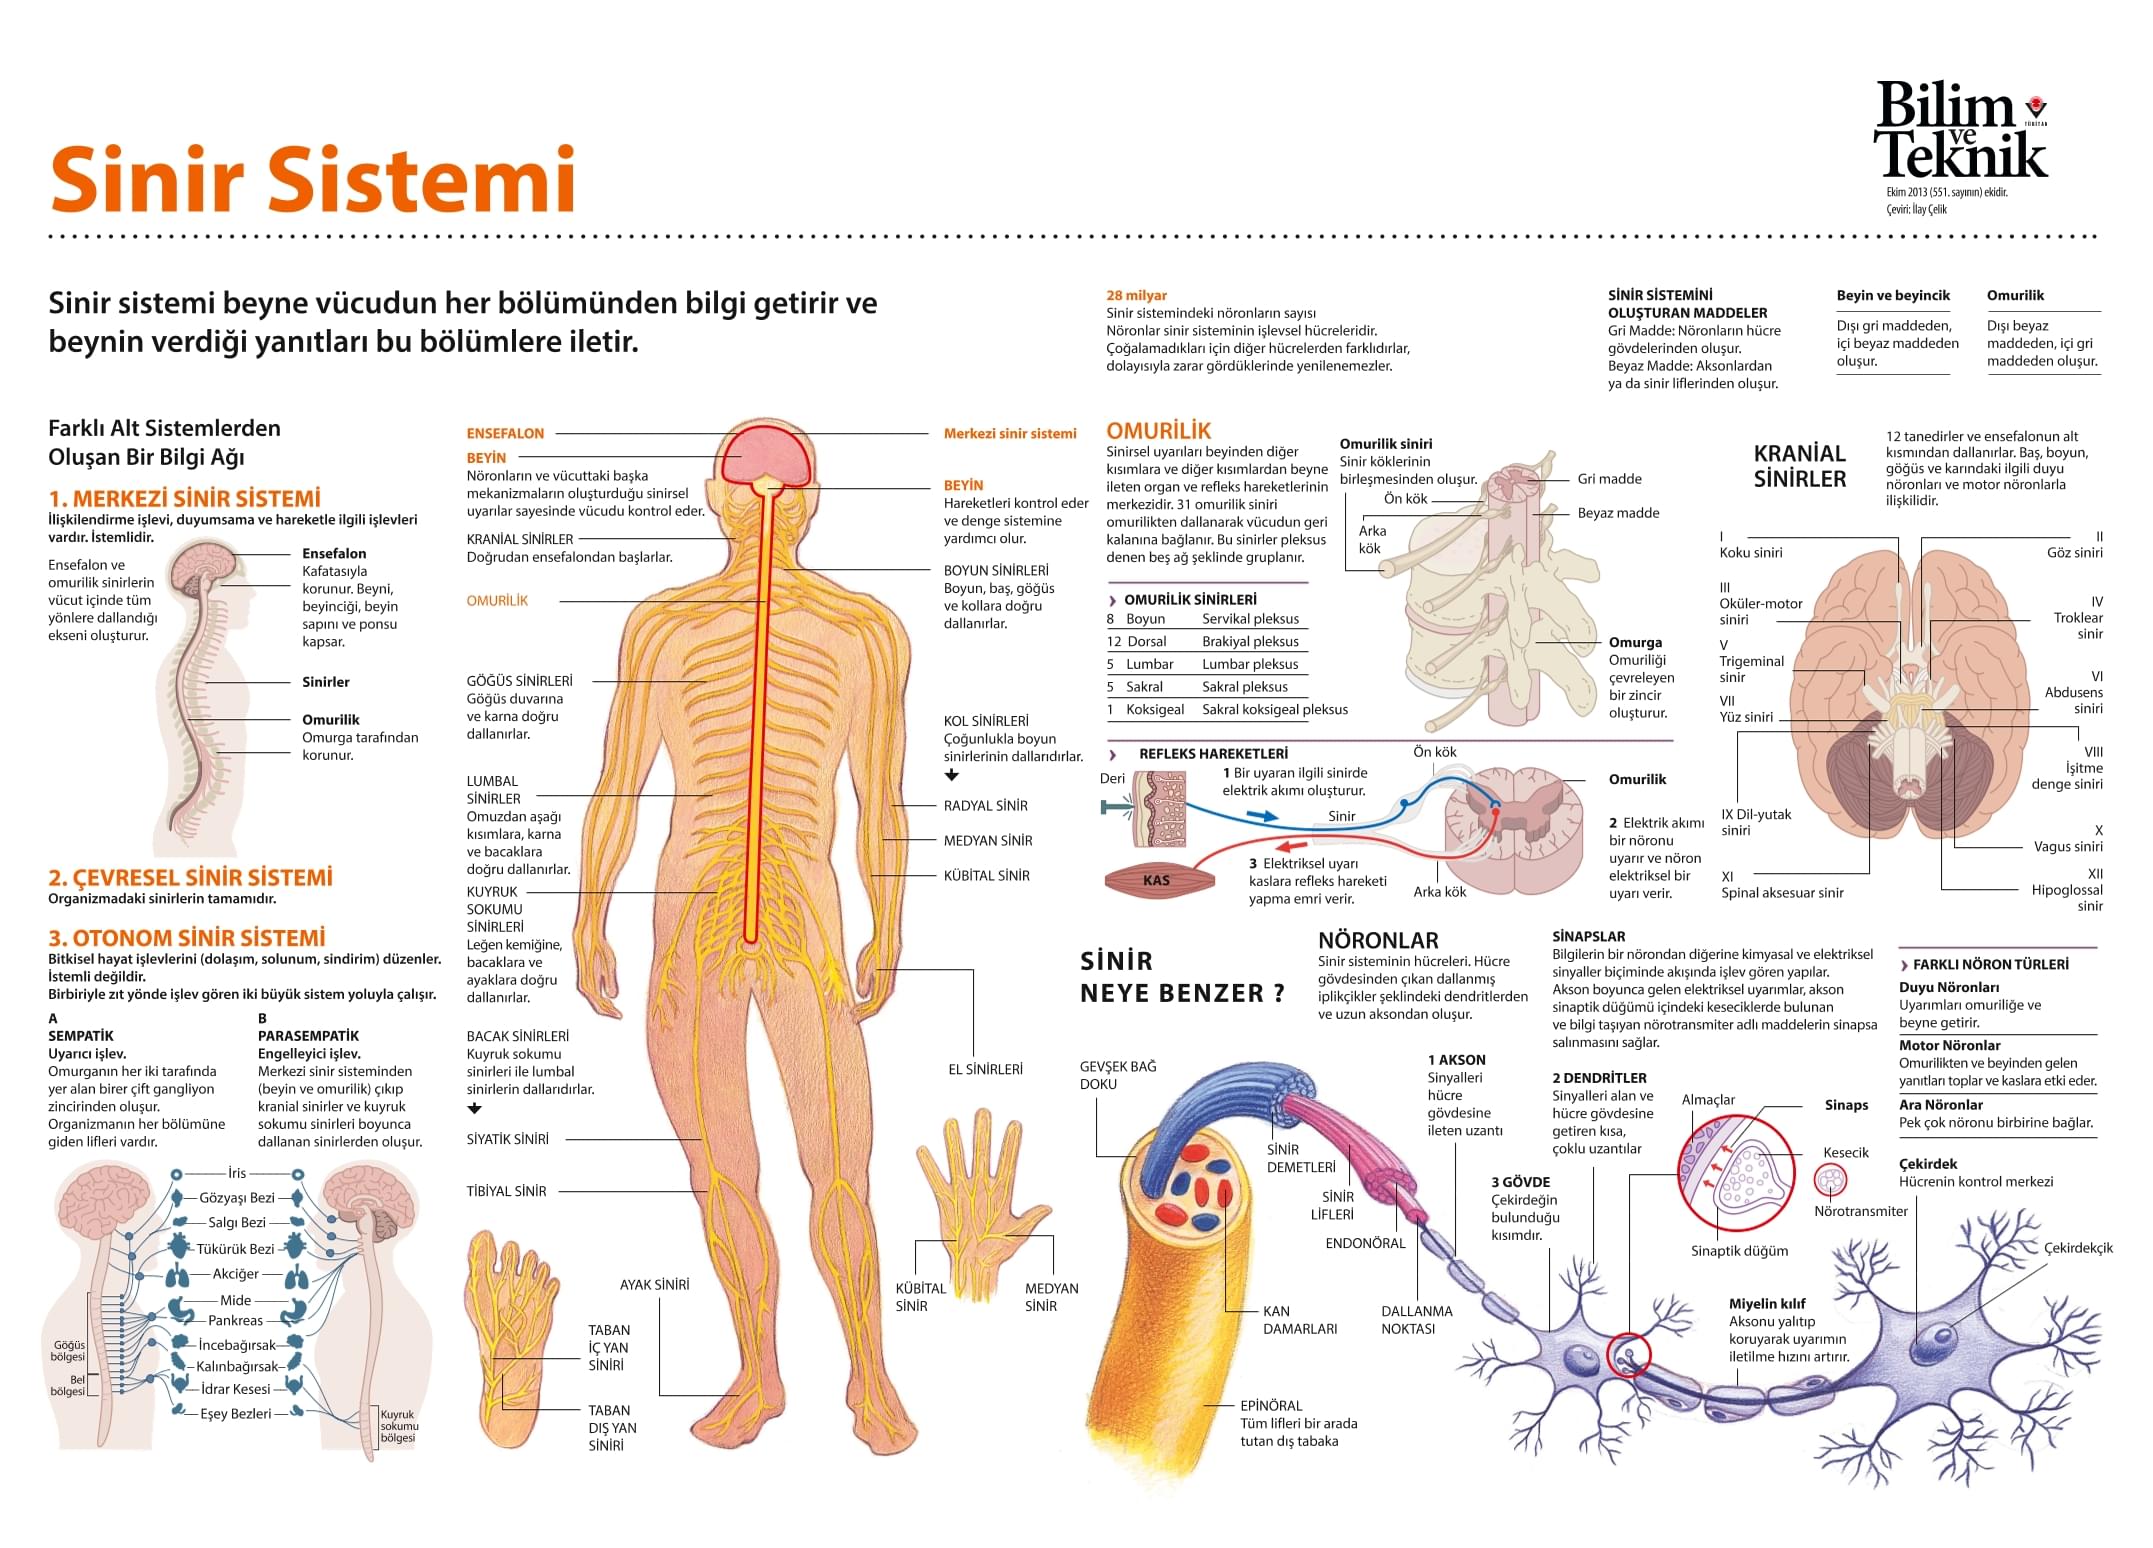 Bilim
ve
Teknik
TÜBİTAK
Ekim 2013 (551. sayının) ekidir.
Çeviri: İlay Çelik
Sinir Sistemi
Sinir sistemi beyne vücudun her bölümünden bilgi getirir ve
beynin verdiği yanıtları bu bölümlere iletir.
28 milyar
Sinir sistemindeki nöronların sayısı
Nöronlar sinir sisteminin işlevsel hücreleridir.
Çoğalamadıkları için diğer hücrelerden farklıdırlar,
dolayısıyla zarar gördüklerinde yenilenemezler.
SİNİR SİSTEMİNİ
OLUŞTURAN MADDELER
Gri Madde: Nöronların hücre
gövdelerinden oluşur.
Beyaz Madde: Aksonlardan
ya da sinir liflerinden oluşur.
Beyin ve beyincik
Dışı gri maddeden,
içi beyaz maddeden
oluşur.
Omurilik
Dışı beyaz
maddeden, içi gri
maddeden oluşur.
Farklı Alt Sistemlerden
Oluşan Bir Bilgi Ağı
1. MERKEZİ SİNİR SİSTEMİ
İlişkilendirme işlevi, duyumsama ve hareketle ilgili işlevleri
vardır. İstemlidir.
Ensefalon ve
omurilik sinirlerin
vücut içinde tüm
yönlere dallandığı
ekseni oluşturur.
Ensefalon
Kafatasıyla
korunur. Beyni,
beyinciği, beyin
sapını ve ponsu
kapsar.
Sinirler
Omurilik
Omurga tarafından
korunur.
2. ÇEVRESEL SİNİR SİSTEMİ
Organizmadaki sinirlerin tamamıdır.
3. OTONOM SİNİR SİSTEMİ
Bitkisel hayat işlevlerini (dolaşım, solunum, sindirim) düzenler.
İstemli değildir.
Birbiriyle zıt yönde işlev gören iki büyük sistem yoluyla çalışır.
A
SEMPATİK
Uyarıcı işlev.
Omurganın her iki tarafında
yer alan birer çift gangliyon
zincirinden oluşur.
Organizmanın her bölümüne
giden lifleri vardır.
B
PARASEMPATİK
Engelleyici işlev.
Merkezi sinir sisteminden
(beyin ve omurilik) çıkıp
kranial sinirler ve kuyruk
sokumu sinirleri boyunca
dallanan sinirlerden oluşur.
İris
Gözyaşı Bezi
Salgı Bezi
Tükürük Bezi
Akciğer
Mide
Pankreas
İncebağırsak
Kalınbağırsak
İdrar Kesesi
Eşey Bezleri
Göğüs
bölgesi
Bel
bölgesi
Kuyruk
sokumu
bölgesi
ENSEFALON
BEYİN
Nöronların ve vücuttaki başka
mekanizmaların oluşturduğu sinirsel
uyarılar sayesinde vücudu kontrol eder.
KRANİAL SİNİRLER
Doğrudan ensefalondan başlarlar.
OMURİLİK
GÖĞÜS SİNİRLERİ
Göğüs duvarına
ve karna doğru
dallanırlar.
LUMBAL
SİNİRLER
Omuzdan aşağı
kısımlara, karna
ve bacaklara
doğru dallanırlar.
KUYRUK
SOKUMU
SİNİRLERİ
Leğen kemiğine,
bacaklara ve
ayaklara doğru
dallanırlar.
BACAK SİNİRLERİ
Kuyruk sokumu
sinirleri ile lumbal
sinirlerin dallarıdırlar.
SİYATİK SİNİRİ
TİBİYAL SİNİR
AYAK SİNİRİ
TABAN
İÇ YAN
SİNİRİ
TABAN
DIŞ YAN
SİNİRİ
Merkezi sinir sistemi
BEYİN
Hareketleri kontrol eder
ve denge sistemine
yardımcı olur.
BOYUN SİNİRLERİ
Boyun, baş, göğüs
ve kollara doğru
dallanırlar.
KOL SİNİRLERİ
Çoğunlukla boyun
sinirlerinin dallarıdırlar.
RADYAL SİNİR
MEDYAN SİNİR
KÜBİTAL SİNİR
EL SİNİRLERİ
KÜBİTAL
SİNİR
MEDYAN
SİNİR
OMURİLİK
Sinirsel uyarıları beyinden diğer
kısımlara ve diğer kısımlardan beyne
ileten organ ve refleks hareketlerinin
merkezidir. 31 omurilik siniri
omurilikten dallanarak vücudun geri
kalanına bağlanır. Bu sinirler pleksus
denen beş ağ şeklinde gruplanır.
› OMURİLİK SİNİRLERİ
8 Boyun Servikal pleksus
12 Dorsal Brakiyal pleksus
5 Lumbar Lumbar pleksus
5 Sakral Sakral pleksus
1 Koksigeal Sakral koksigeal pleksus
Omurilik siniri
Sinir köklerinin
birleşmesinden oluşur.
Ön kök
Arka
kök
Gri madde
Beyaz madde
Omurga
Omuriliği
çevreleyen
bir zincir
oluşturur.
› REFLEKS HAREKETLERİ
Deri
1 Bir uyaran ilgili sinirde
elektrik akımı oluşturur.
Ön kök
Sinir
Omurilik
2 Elektrik akımı
bir nöronu
uyarır ve nöron
elektriksel bir
uyarı verir.
3 Elektriksel uyarı
kaslara refleks hareketi
yapma emri verir.
KAS
Arka kök
KRANİAL
SİNİRLER
12 tanedirler ve ensefalonun alt
kısmından dallanırlar. Baş, boyun,
göğüs ve karındaki ilgili duyu
nöronları ve motor nöronlarla
ilişkilidir.
I
Koku siniri
II
Göz siniri
III
Oküler-motor
siniri
IV
Troklear
sinir
V
Trigeminal
sinir
VI
Abdusens
siniri
VII
Yüz siniri
VIII
İşitme
denge siniri
IX Dil-yutak
siniri
X
Vagus siniri
XI
Spinal aksesuar sinir
XII
Hipoglossal
sinir
SİNİR
NEYE BENZER ?
NÖRONLAR
Sinir sisteminin hücreleri. Hücre
gövdesinden çıkan dallanmış
iplikçikler şeklindeki dendritlerden
ve uzun aksondan oluşur.
SİNAPSLAR
Bilgilerin bir nörondan diğerine kimyasal ve elektriksel
sinyaller biçiminde akışında işlev gören yapılar.
Akson boyunca gelen elektriksel uyarımlar, akson
sinaptik düğümü içindeki keseciklerde bulunan
ve bilgi taşıyan nörotransmiter adlı maddelerin sinapsa
salınmasını sağlar.
› FARKLI NÖRON TÜRLERİ
Duyu Nöronları
Uyarımları omuriliğe ve
beyne getirir.
Motor Nöronlar
Omurilikten ve beyinden gelen
yanıtları toplar ve kaslara etki eder.
Ara Nöronlar
Pek çok nöronu birbirine bağlar.
GEVŞEK BAĞ
DOKU
SİNİR
DEMETLERİ
SİNİR
LİFLERİ
ENDONÖRAL
KAN
DAMARLARI
DALLANMA
NOKTASI
EPİNÖRAL
Tüm lifleri bir arada
tutan dış tabaka
1 AKSON
Sinyalleri
hücre
gövdesine
ileten uzantı
2 DENDRİTLER
Sinyalleri alan ve
hücre gövdesine
getiren kısa,
çoklu uzantılar
3 GÖVDE
Çekirdeğin
bulunduğu
kısımdır.
Almaçlar
Sinaps
Kesecik
Nörotransmiter
Sinaptik düğüm
Çekirdek
Hücrenin kontrol merkezi
Çekirdekçik
Miyelin kılıf
Aksonu yalıtıp
koruyarak uyarımın
iletilme hızını artırır.